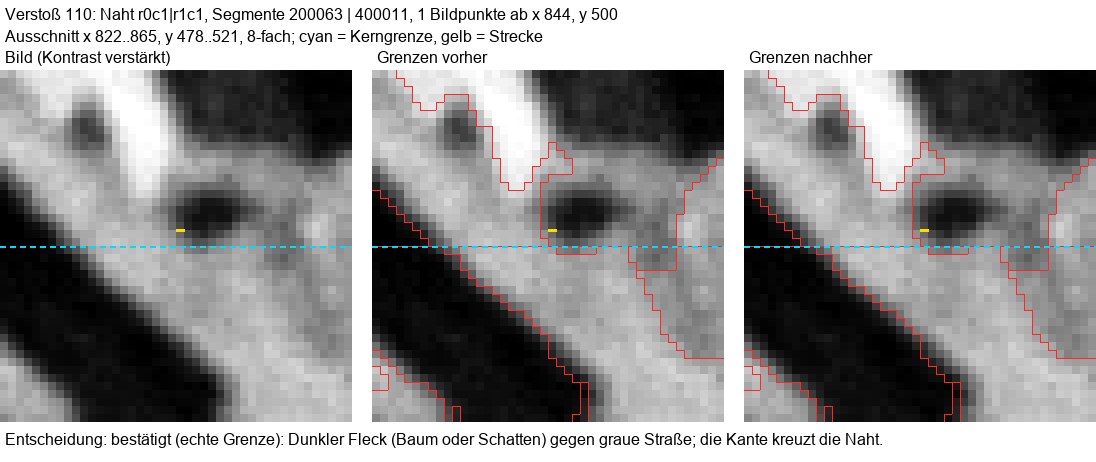 Verstoß 110: Naht r0c1|r1c1, Segmente 200063 | 400011, 1 Bildpunkte ab x 844, y 500
Ausschnitt x 822..865, y 478..521, 8-fach; cyan = Kerngrenze, gelb = Strecke
Bild (Kontrast verstärkt)
Grenzen vorher
Grenzen nachher
Entscheidung: bestätigt (echte Grenze): Dunkler Fleck (Baum oder Schatten) gegen graue Straße; die Kante kreuzt die Naht.